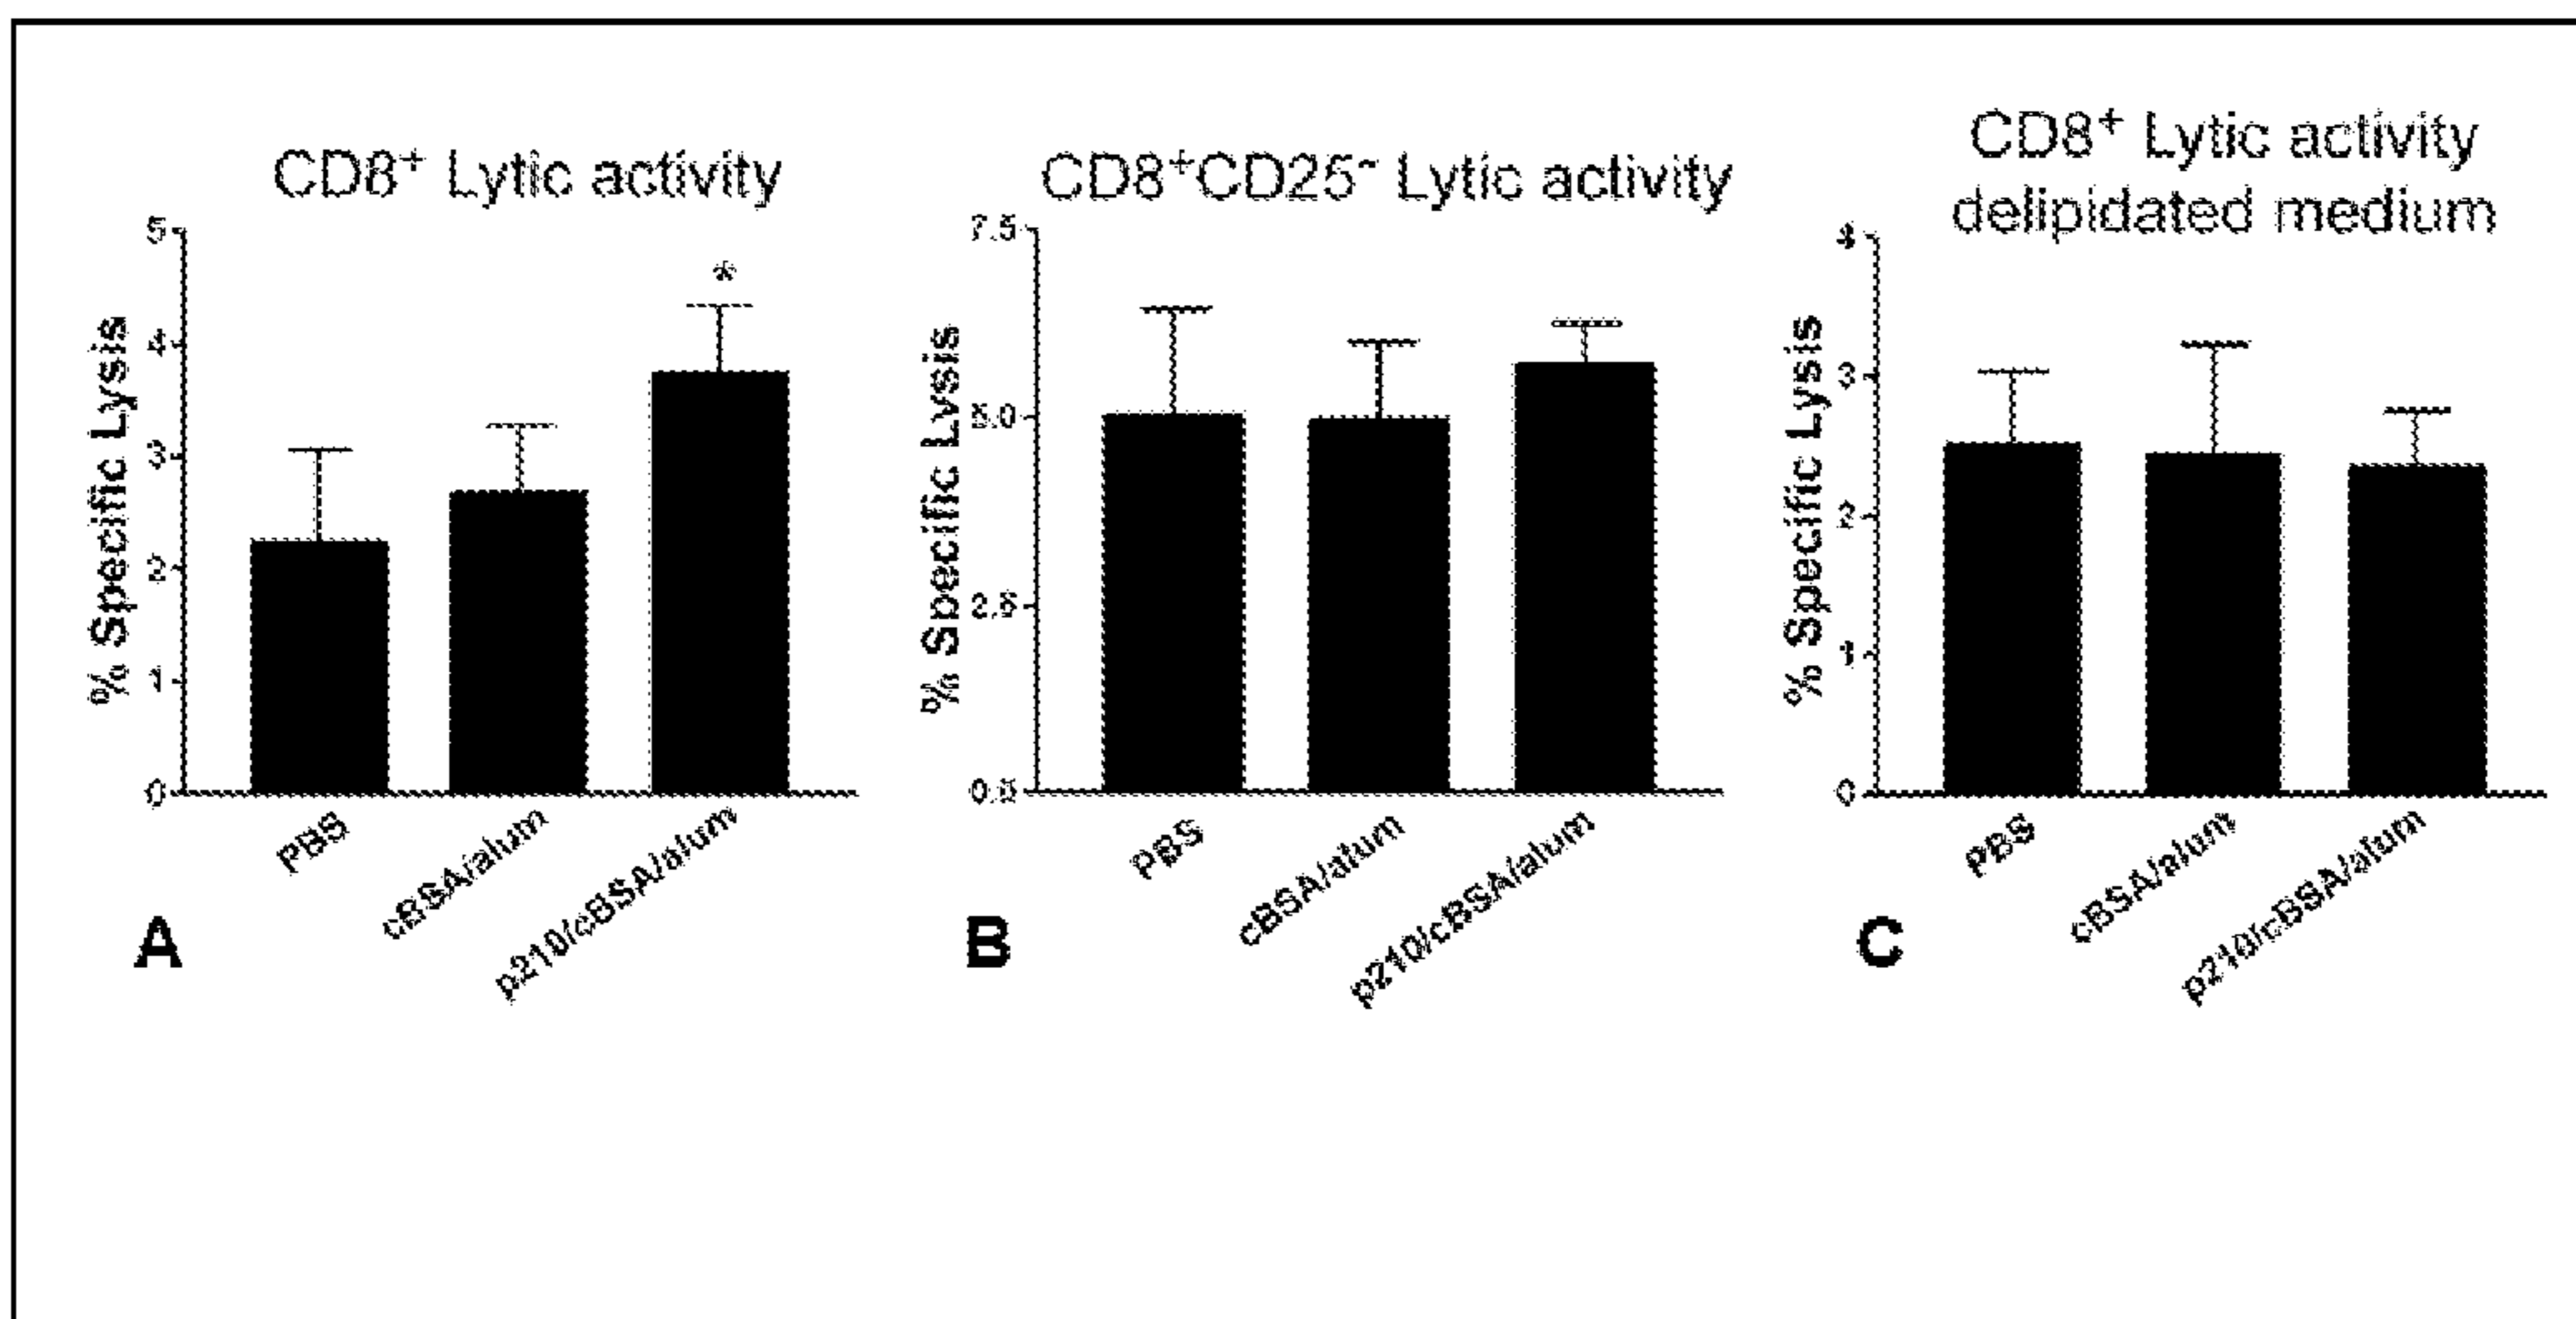 CD8⁺ Lytic activity
% Specific Lysis
5
4
3
2
1
0
*
PBS
cBSA/alum
p210/cBSA/alum
A
CD8⁺CD25⁻ Lytic activity
% Specific Lysis
7.5
5.0
2.5
0.0
PBS
cBSA/alum
p210/cBSA/alum
B
CD8⁺ Lytic activity
delipidated medium
% Specific Lysis
4
3
2
1
0
PBS
cBSA/alum
p210/cBSA/alum
C